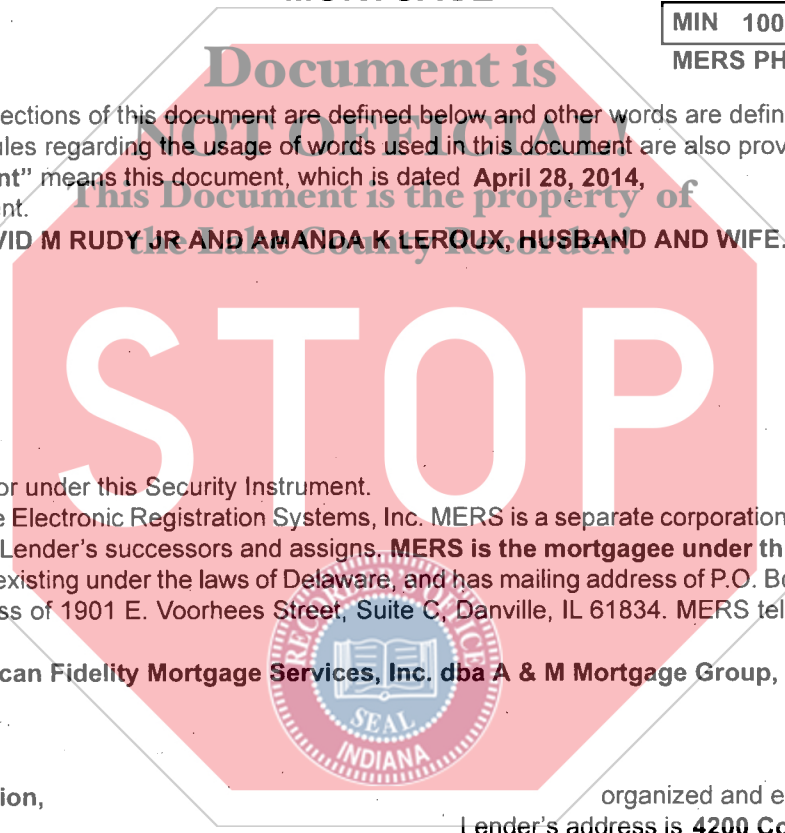 MIN 100
MERS PH
Document is
ections of this document are defined below and other words are defin
NOT OFFICIAL!
ules regarding the usage of words used in this document are also prov
nt" means this document, which is dated April 28, 2014,
This Document is the property of
nt.
VID M RUDY JR AND AMANDA K LEROUX, HUSBAND AND WIFE.
the Lake County Recorder!
STOP
or under this Security Instrument.
e Electronic Registration Systems, Inc. MERS is a separate corporation
Lender's successors and assigns. MERS is the mortgagee under th
existing under the laws of Delaware, and has mailing address of P.O. Bo
ss of 1901 E. Voorhees Street, Suite C, Danville, IL 61834. MERS tel
can Fidelity Mortgage Services, Inc. dba A & M Mortgage Group,
RECORDER'S OFFICE
SEAL
INDIANA
ion,
organized and e
Lender's address is 4200 Co